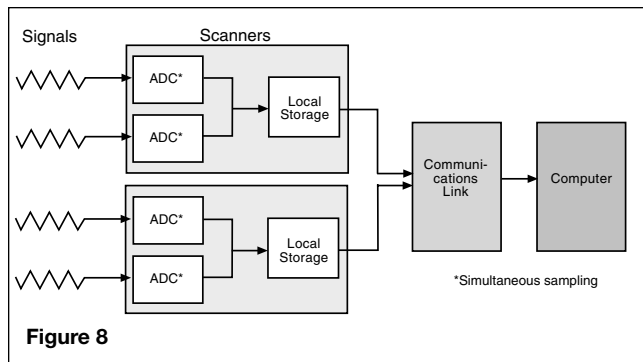 Signals
Scanners
ADC*
ADC*
Local
Storage
ADC*
ADC*
Local
Storage
Communi-
cations
Link
Computer
*Simultaneous sampling
Figure 8